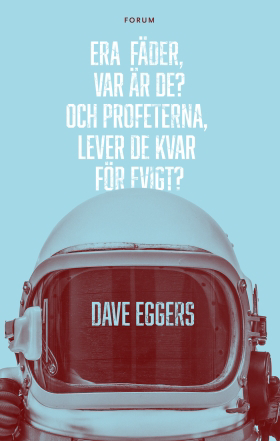 FORUM
ERA FÄDER,
VAR ÄR DE?
OCH PROFETERNA,
LEVER DE KVAR
FÖR EVIGT?
DAVE EGGERS